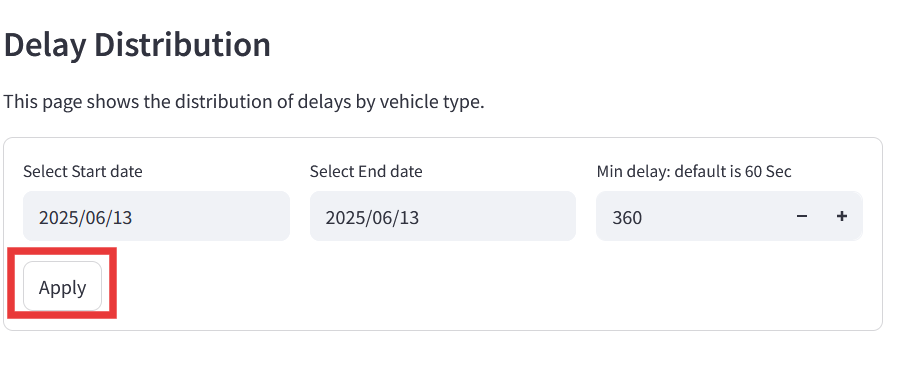 Delay Distribution
This page shows the distribution of delays by vehicle type.
Select Start date
Select End date
Min delay: default is 60 Sec
2025/06/13
2025/06/13
360
Apply